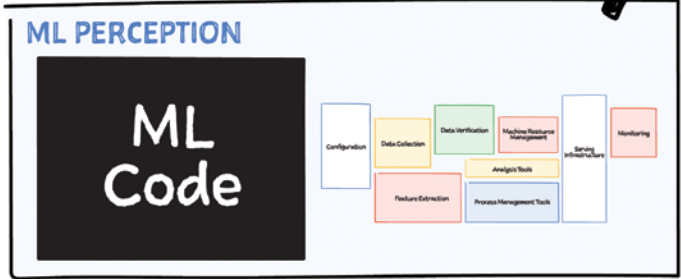 ML PERCEPTION
ML
Code
Configuration
Data Collection
Feature Extraction
Data Verification
Machine Resource
Management
Analysis Tools
Process Management Tools
Serving
Infrastructure
Monitoring